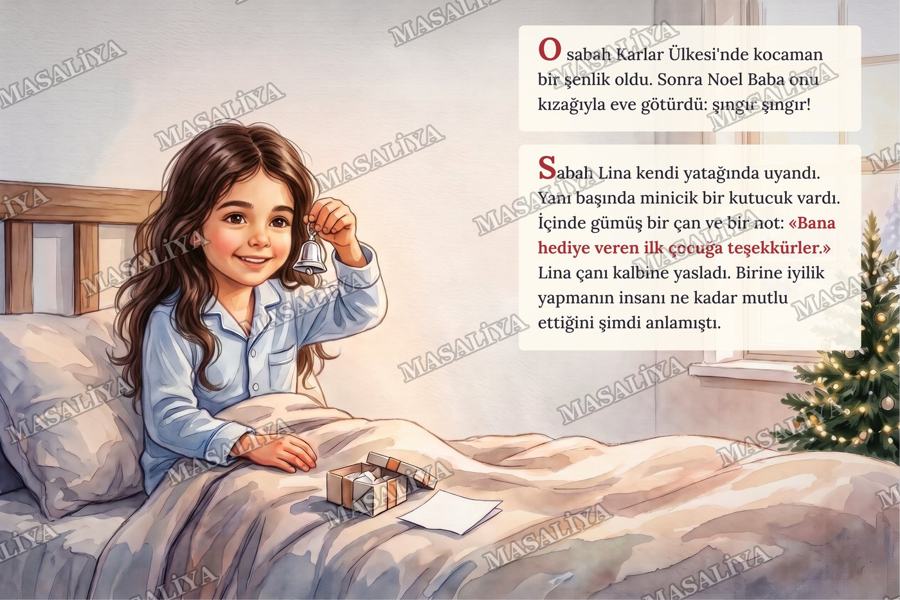 O sabah Karlar Ülkesi'nde kocaman
bir şenlik oldu. Sonra Noel Baba onu
kızağıyla eve götürdü: şıngır şıngır!
Sabah Lina kendi yatağında uyandı.
Yanı başında minicik bir kutucuk vardı.
İçinde gümüş bir çan ve bir not: «Bana
hediye veren ilk çocuğa teşekkürler.»
Lina çanı kalbine yasladı. Birine iyilik
yapmanın insanı ne kadar mutlu
ettiğini şimdi anlamıştı.
MASALİYA